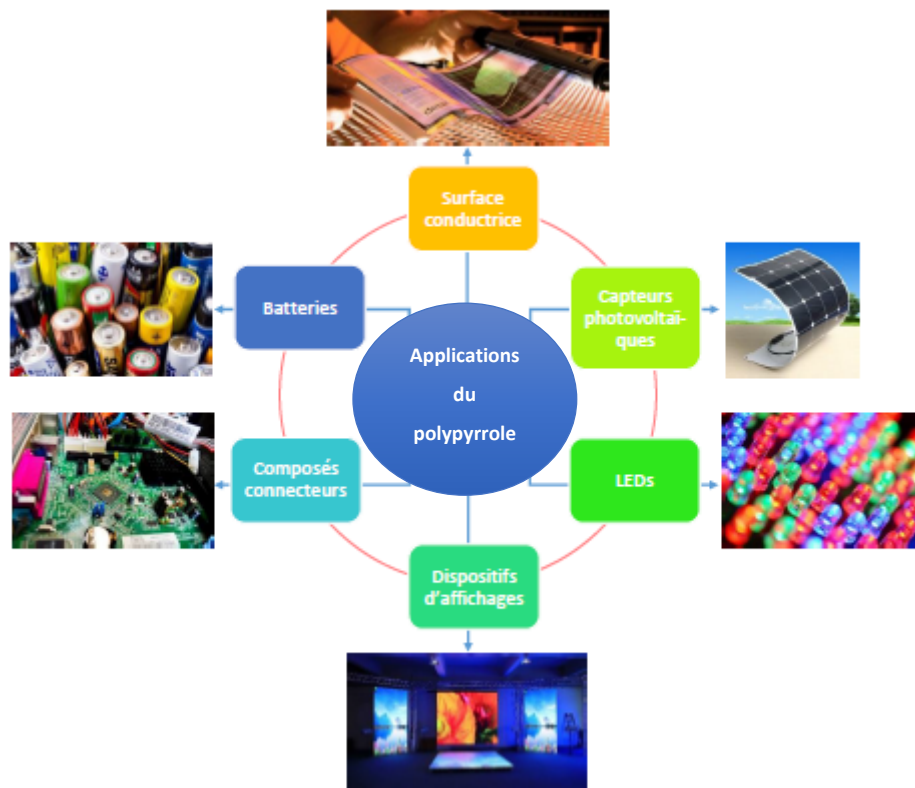 Surface
conductrice
Batteries
Capteurs
photovoltaï-
ques
Applications
du
polypyrrole
Composés
connecteurs
LEDs
Dispositifs
d'affichages